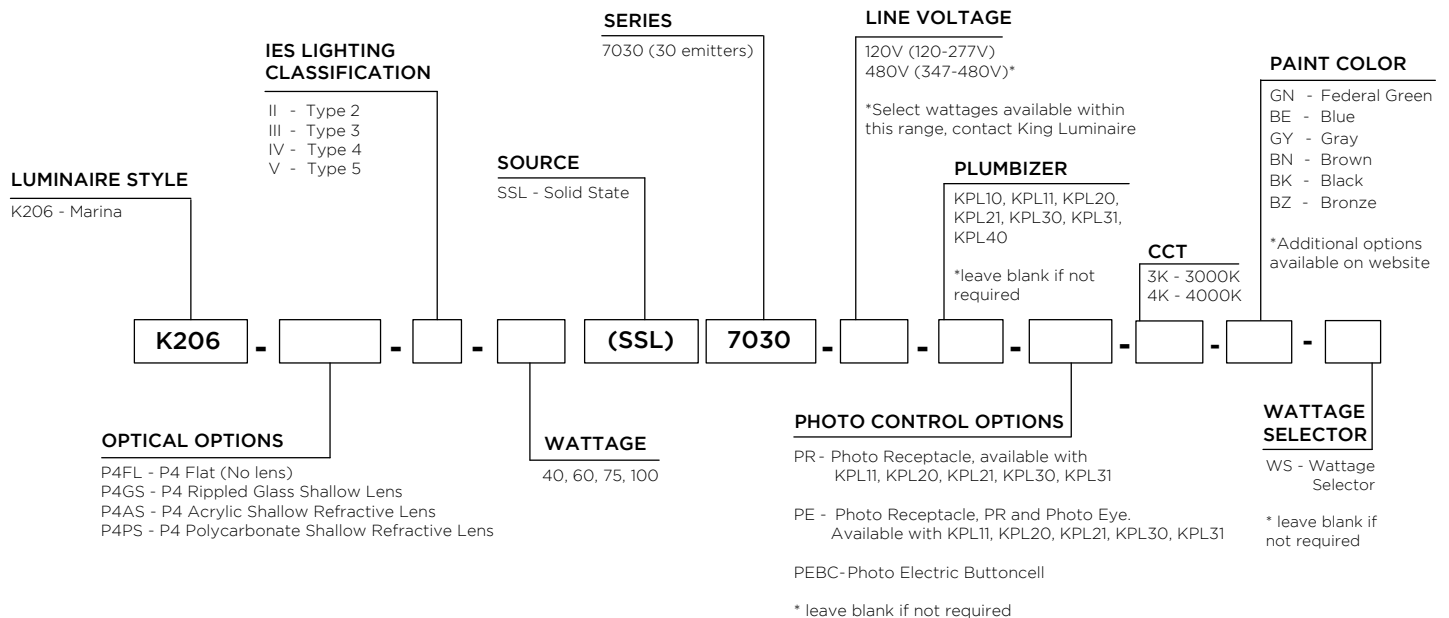 LUMINAIRE STYLE
K206 - Marina
IES LIGHTING
CLASSIFICATION
II - Type 2
III - Type 3
IV - Type 4
V - Type 5
SOURCE
SSL - Solid State
SERIES
7030 (30 emitters)
LINE VOLTAGE
120V (120-277V)
480V (347-480V)*
*Select wattages available within
this range, contact King Luminaire
PLUMBIZER
KPL10, KPL11, KPL20,
KPL21, KPL30, KPL31,
KPL40
*leave blank if not
required
CCT
3K - 3000K
4K - 4000K
PAINT COLOR
GN - Federal Green
BE - Blue
GY - Gray
BN - Brown
BK - Black
BZ - Bronze
*Additional options
available on website
K206 - - - (SSL) 7030 - - - - -
OPTICAL OPTIONS
P4FL - P4 Flat (No lens)
P4GS - P4 Rippled Glass Shallow Lens
P4AS - P4 Acrylic Shallow Refractive Lens
P4PS - P4 Polycarbonate Shallow Refractive Lens
WATTAGE
40, 60, 75, 100
PHOTO CONTROL OPTIONS
PR - Photo Receptacle, available with
KPL11, KPL20, KPL21, KPL30, KPL31
PE - Photo Receptacle, PR and Photo Eye.
Available with KPL11, KPL20, KPL21, KPL30, KPL31
PEBC-Photo Electric Buttoncell
* leave blank if not required
WATTAGE
SELECTOR
WS - Wattage
Selector
* leave blank if
not required